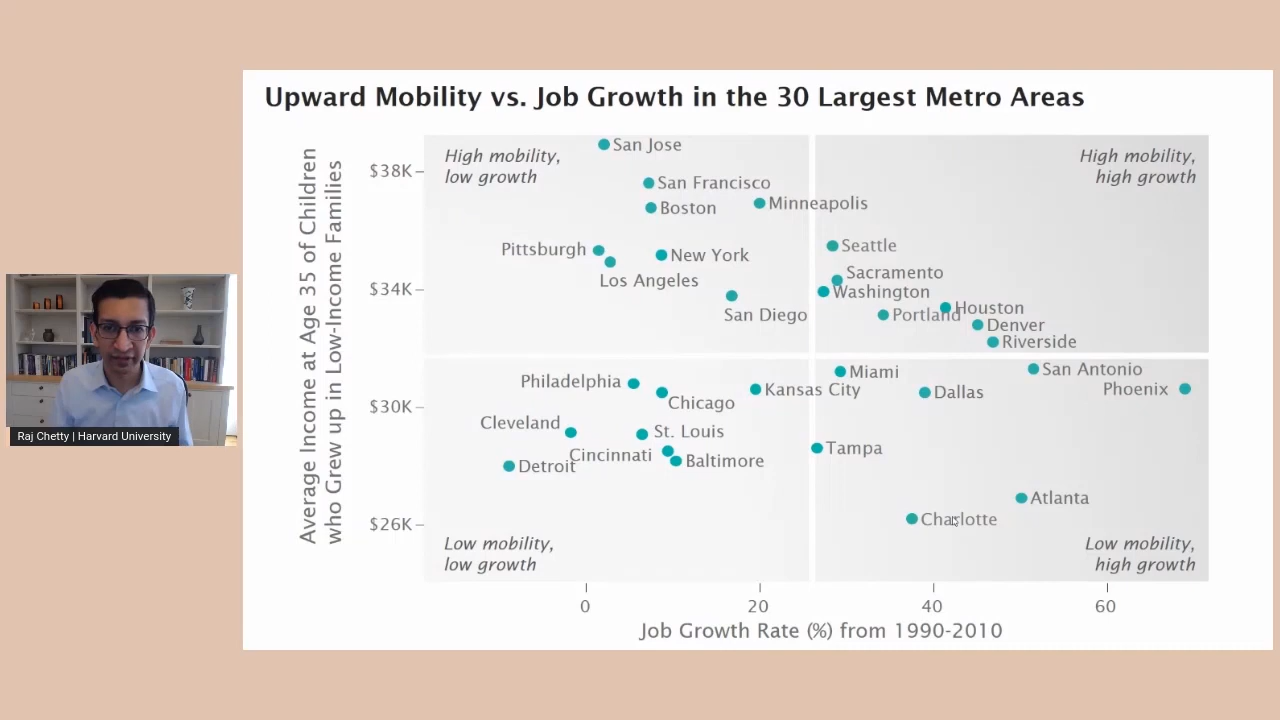 Upward Mobility vs. Job Growth in the 30 Largest Metro Areas
Average Income at Age 35 of Children
who Grew up in Low-Income Families
$38K
$34K
$30K
$26K
High mobility,
low growth
High mobility,
high growth
San Jose
San Francisco
Boston
Minneapolis
Pittsburgh
New York
Los Angeles
San Diego
Seattle
Sacramento
Washington
Portland
Houston
Denver
Riverside
Philadelphia
Chicago
Kansas City
Miami
San Antonio
Dallas
Phoenix
Cleveland
St. Louis
Cincinnati
Baltimore
Detroit
Tampa
Atlanta
Charlotte
Low mobility,
low growth
Low mobility,
high growth
0
20
40
60
Job Growth Rate (%) from 1990-2010
Raj Chetty | Harvard University